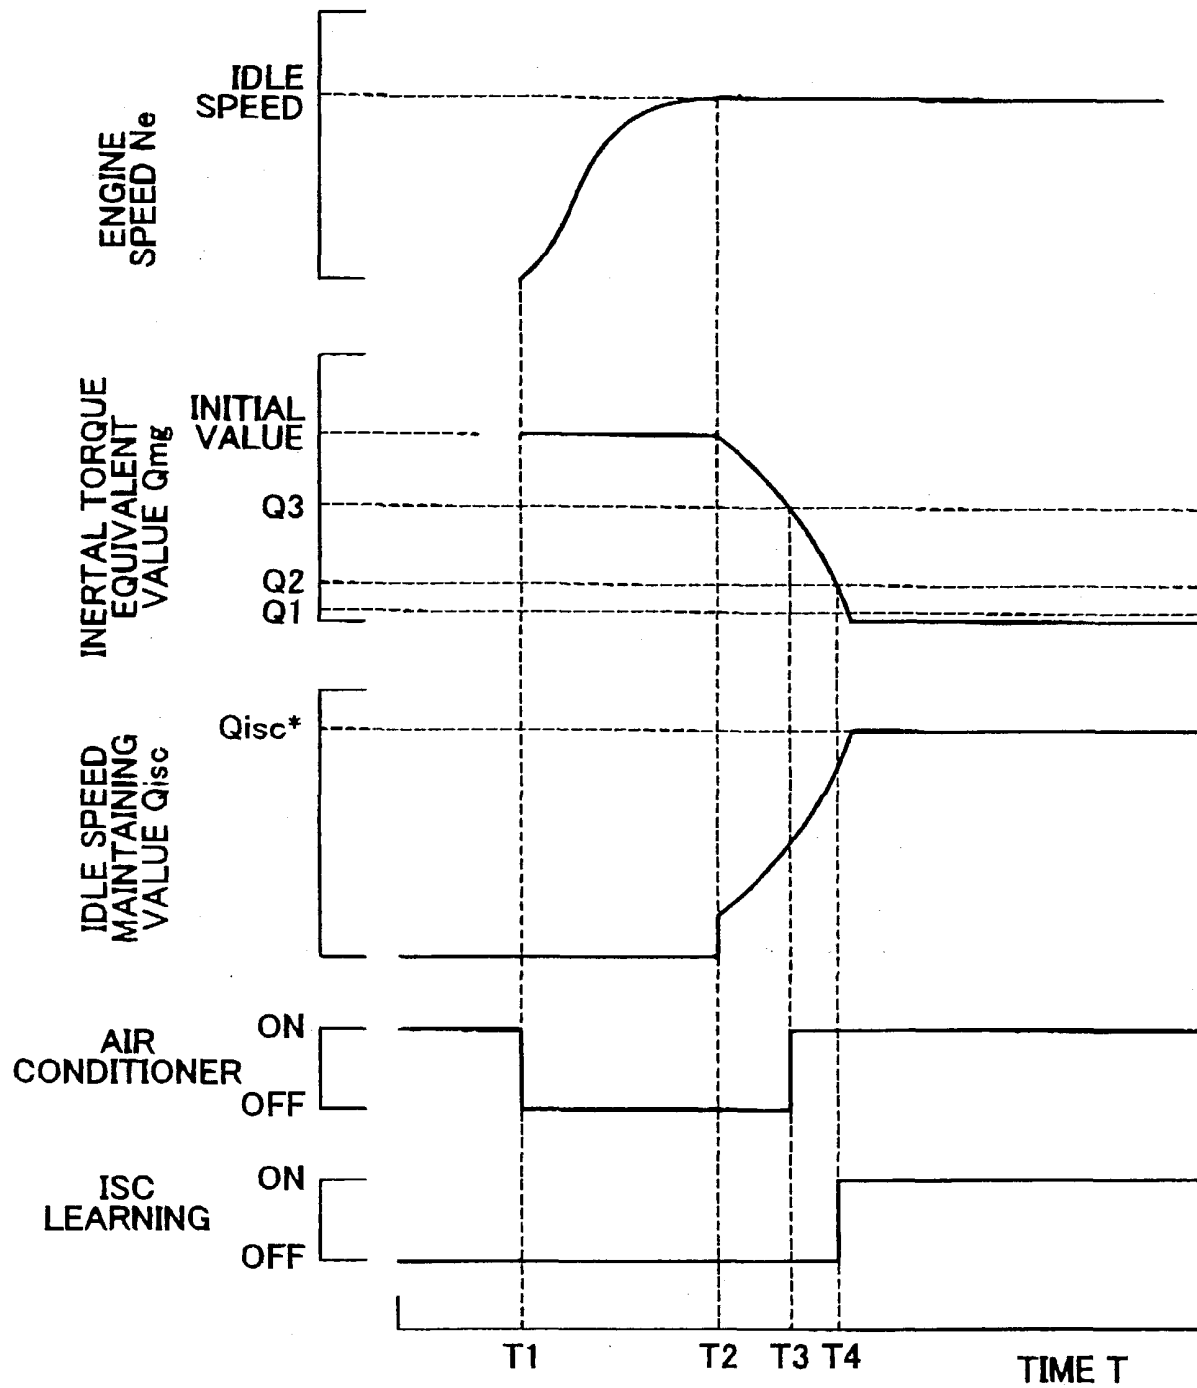 IDLE
SPEED
ENGINE
SPEED Ne
INITIAL
VALUE
Q3
Q2
Q1
INERTAL TORQUE
EQUIVALENT
VALUE Qmg
Qisc*
IDLE SPEED
MAINTAINING
VALUE Qisc
ON
AIR
CONDITIONER
OFF
ON
ISC
LEARNING
OFF
T1 T2 T3 T4
TIME T